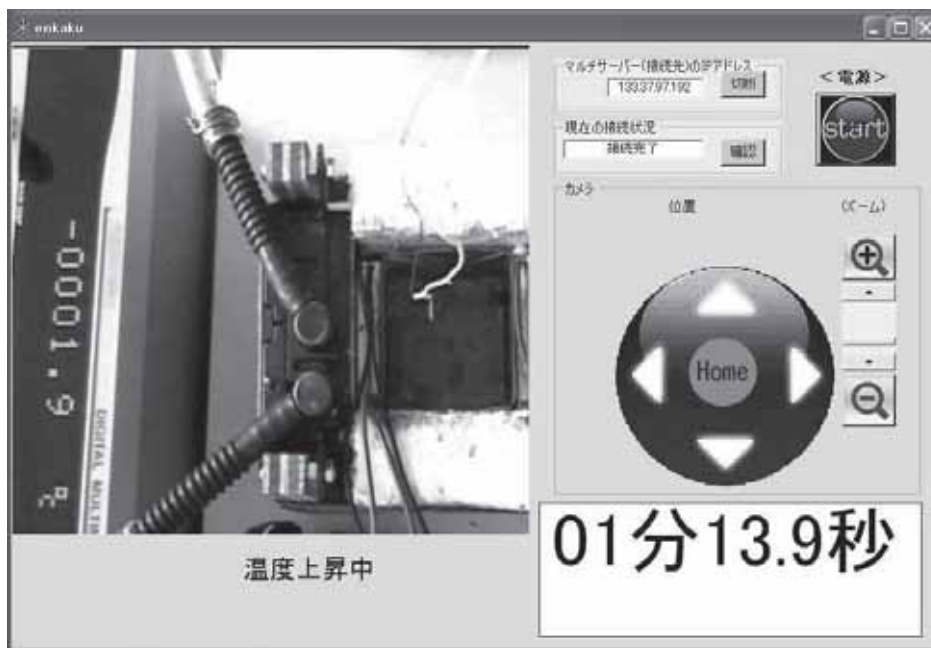 enkaku
-0001.9
DIGITAL MULTI
温度上昇中
マルチサーバー(接続先)のIPアドレス
133.37.97.192
切断
現在の接続状況
接続完了
確認
＜電源＞
start
カメラ
位置
(ズーム)
Home
01分13.9秒